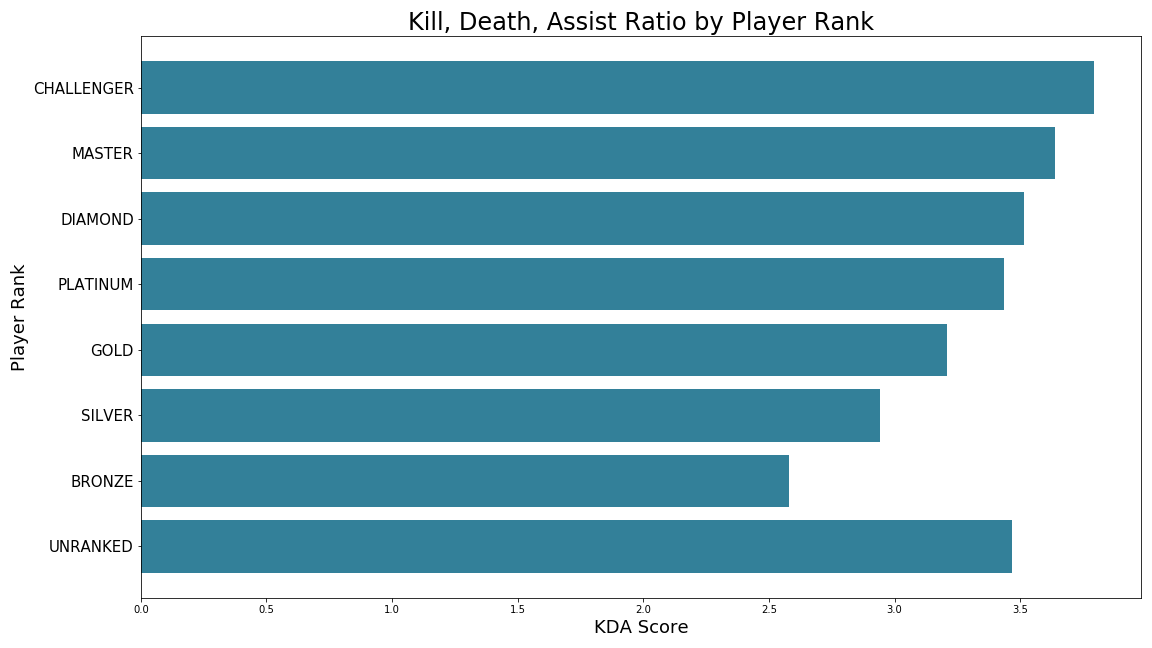 Kill, Death, Assist Ratio by Player Rank
Player Rank
CHALLENGER
MASTER
DIAMOND
PLATINUM
GOLD
SILVER
BRONZE
UNRANKED
0.0 0.5 1.0 1.5 2.0 2.5 3.0 3.5
KDA Score